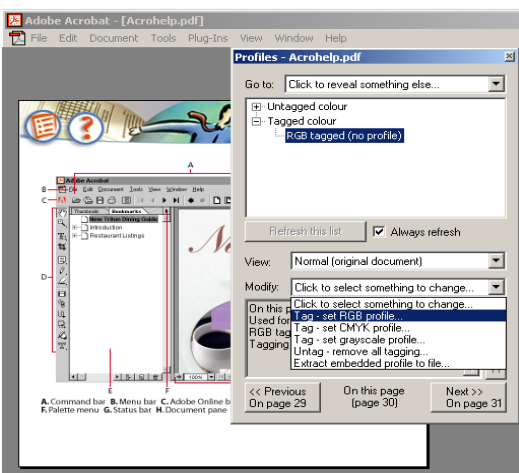 Adobe Acrobat - [Acrohelp.pdf]
File Edit Document Tools Plug-Ins View Window Help
Profiles - Acrohelp.pdf
Go to: Click to reveal something else...
Untagged colour
Tagged colour
RGB tagged (no profile)
Refresh this list
Always refresh
View: Normal (original document)
Modify: Click to select something to change...
Click to select something to change...
Tag - set RGB profile...
Tag - set CMYK profile...
Tag - set grayscale profile...
Untag - remove all tagging...
Extract embedded profile to file...
On this p
Used for
RGB tag
Tagging
<< Previous
On page 29
On this page
(page 30)
Next >>
On page 31
A
Adobe Acrobat
B
File Edit Document Tools View Window Help
C
Thumbnails Bookmarks
New Triton Dining Guide
Introduction
Restaurant Listings
D
100%
E F
A. Command bar B. Menu bar C. Adobe Online b
F. Palette menu G. Status bar H. Document pane